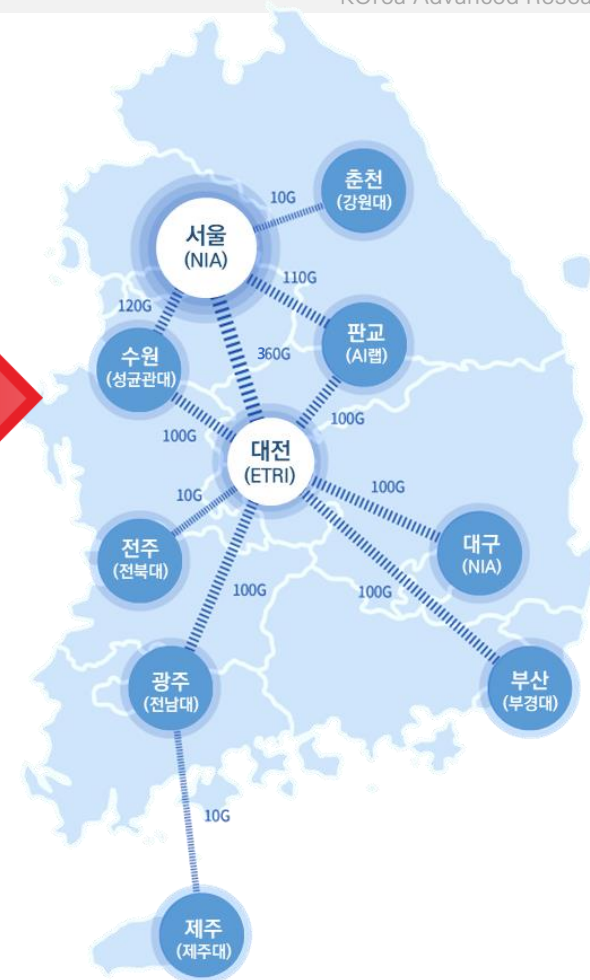 춘천
(강원대)
10G
서울
(NIA)
110G
120G
판교
(AI랩)
수원
(성균관대)
360G
100G
100G
대전
(ETRI)
100G
10G
대구
(NIA)
전주
(전북대)
100G
100G
광주
(전남대)
부산
(부경대)
10G
제주
(제주대)